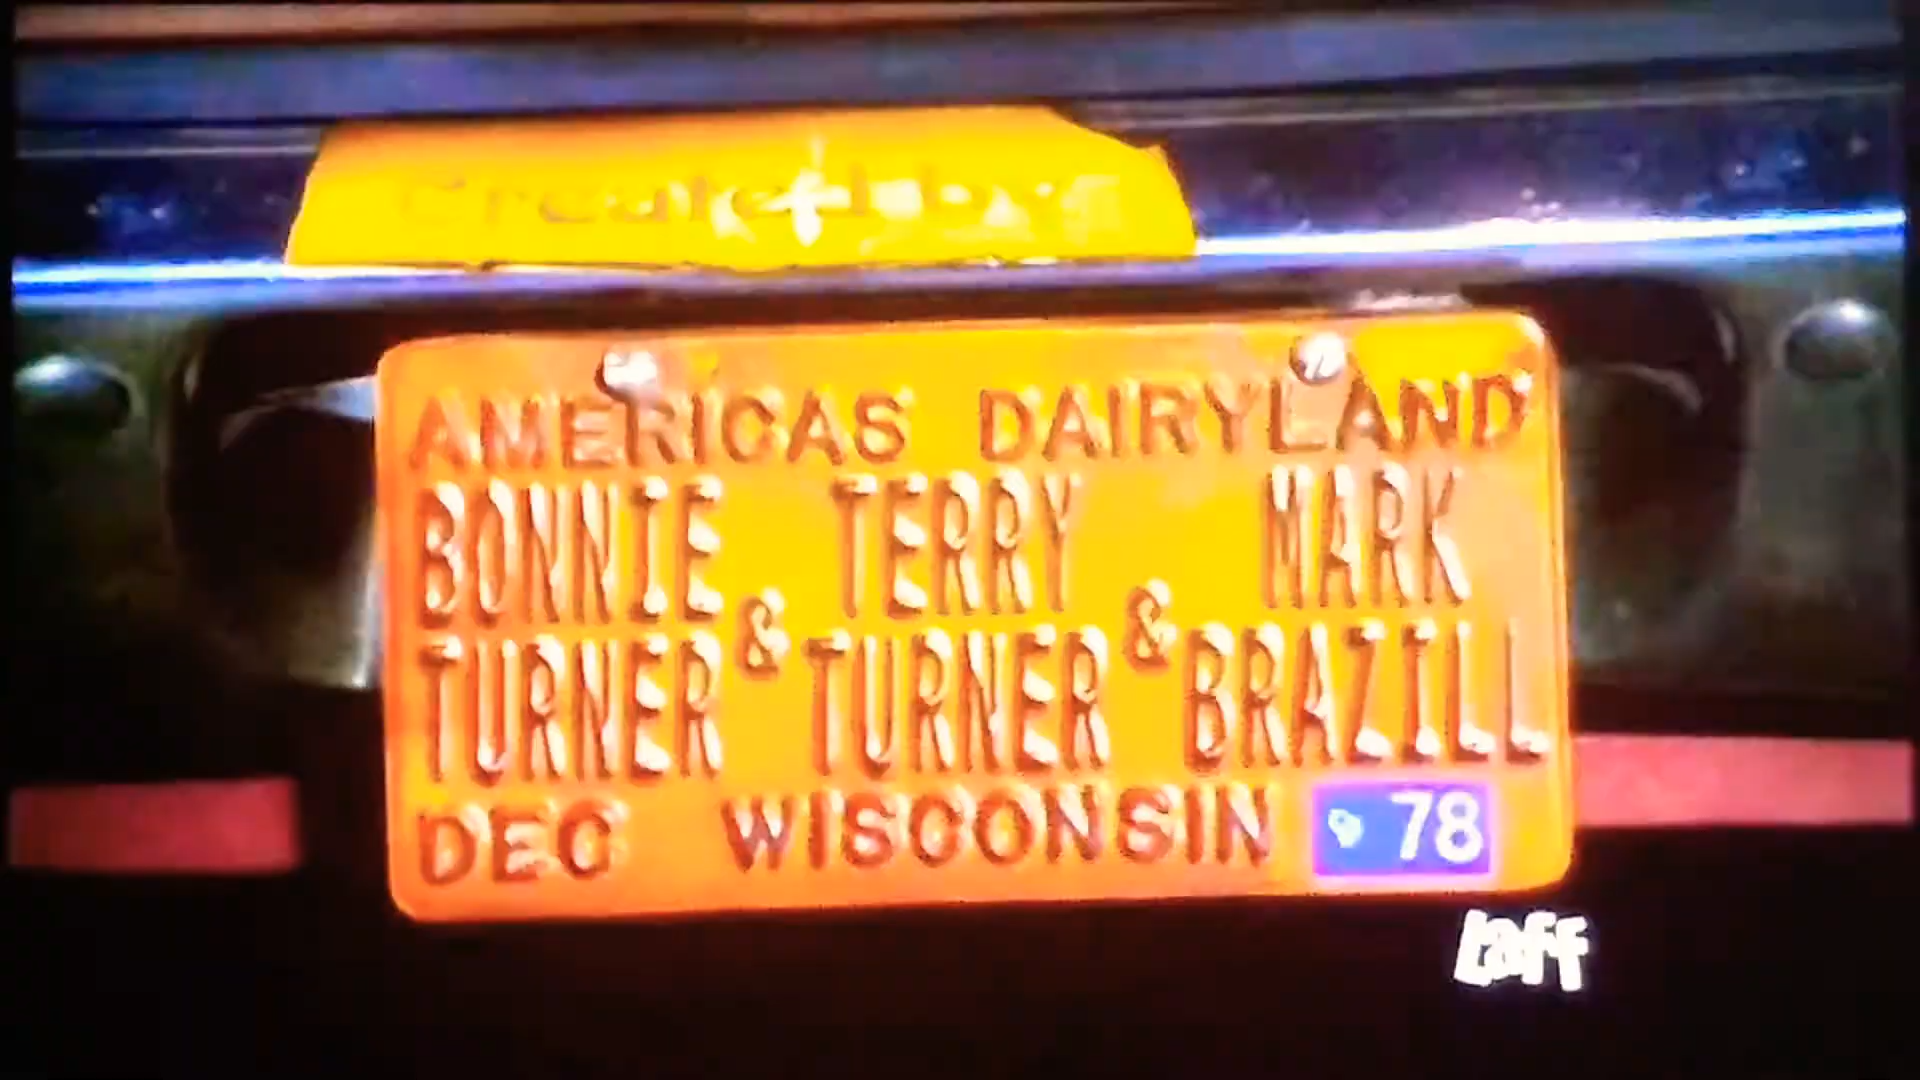 Created by
AMERICAS DAIRYLAND
BONNIE TERRY MARK
& &
TURNER TURNER BRAZILL
DEC WISCONSIN 78
Laff